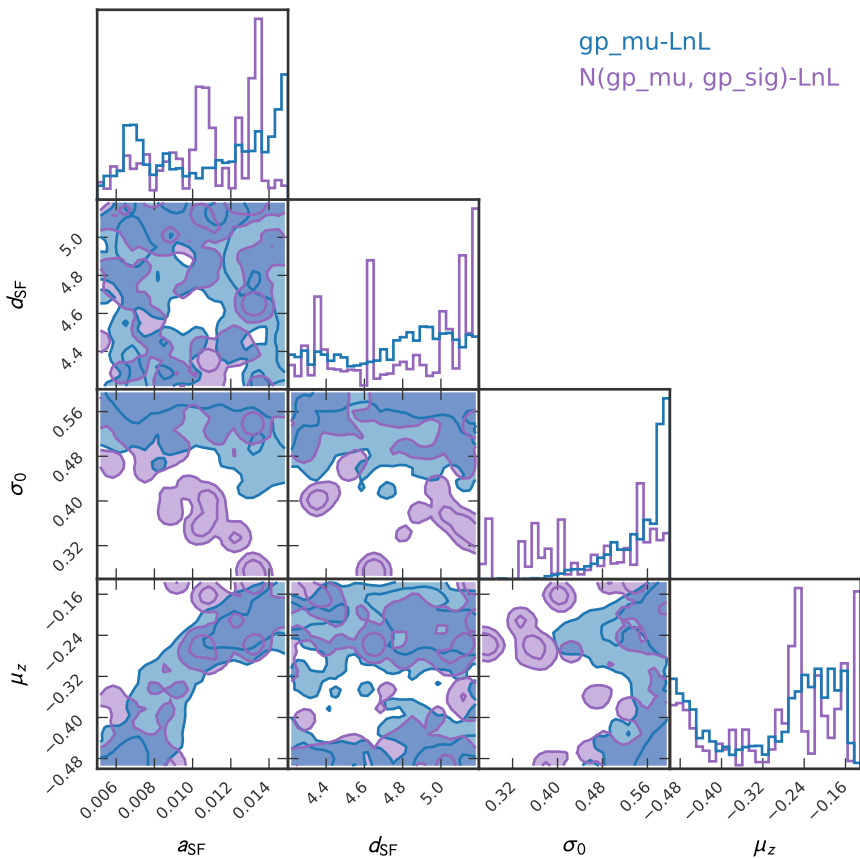 gp_mu-LnL
N(gp_mu, gp_sig)-LnL
5.0
4.8
4.6
4.4
d_SF
0.56
0.48
0.40
0.32
σ_0
−0.16
−0.24
−0.32
−0.40
−0.48
μ_z
0.006 0.008 0.010 0.012 0.014 4.4 4.6 4.8 5.0 0.32 0.40 0.48 0.56 −0.48 −0.40 −0.32 −0.24 −0.16
a_SF d_SF σ_0 μ_z